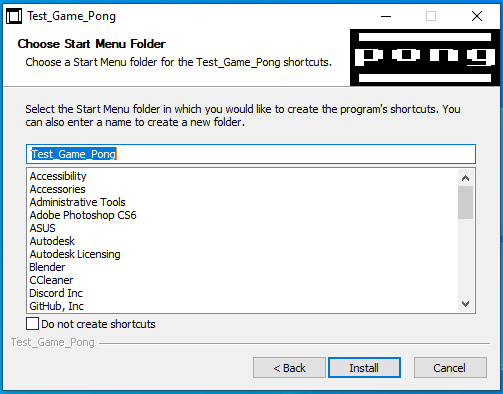 Test_Game_Pong
Choose Start Menu Folder
Choose a Start Menu folder for the Test_Game_Pong shortcuts.
pong
Select the Start Menu folder in which you would like to create the program's shortcuts. You
can also enter a name to create a new folder.
Test_Game_Pong
Accessibility
Accessories
Administrative Tools
Adobe Photoshop CS6
ASUS
Autodesk
Autodesk Licensing
Blender
CCleaner
Discord Inc
GitHub, Inc
Do not create shortcuts
Test_Game_Pong
< Back
Install
Cancel